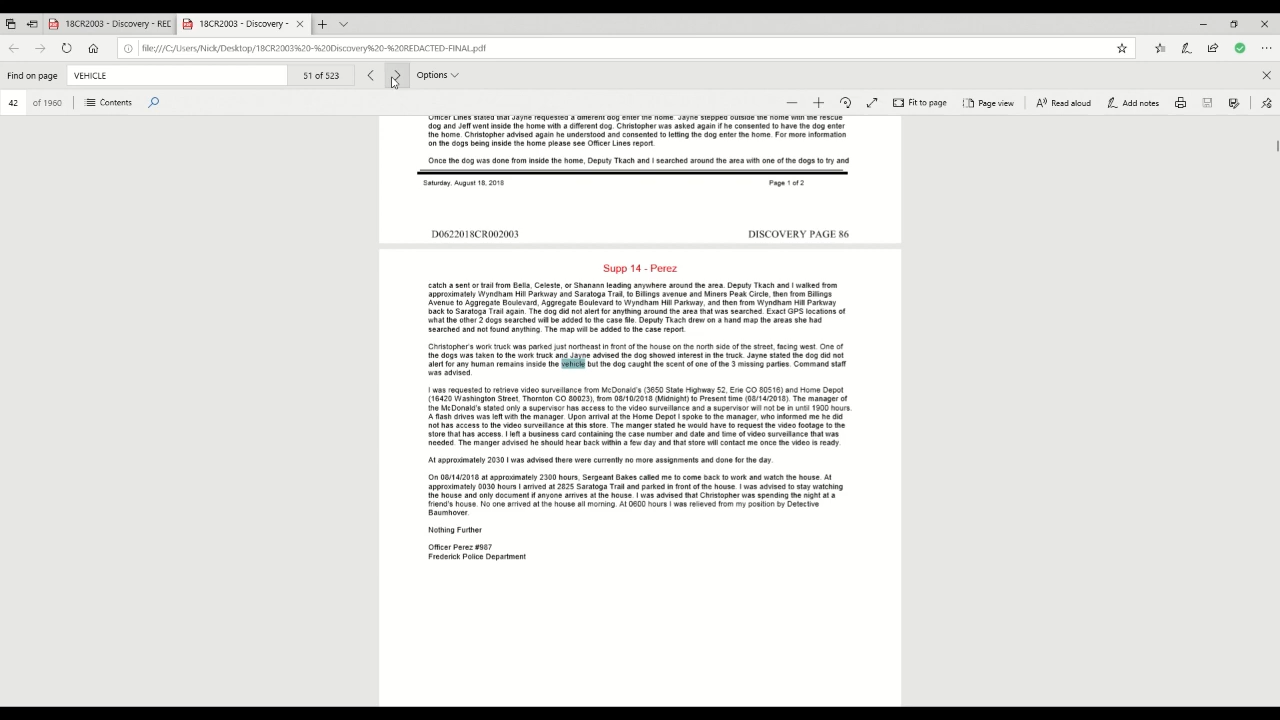 18CR2003 - Discovery - REE
18CR2003 - Discovery -
file:///C:/Users/Nick/Desktop/18CR2003%20-%20Discovery%20-%20REDACTED-FINAL.pdf
Find on page VEHICLE 51 of 523 Options
42 of 1960 Contents Fit to page Page view Read aloud Add notes
Officer Lines stated that Jayne requested a different dog enter the home. Jayne stepped outside the home with the rescue
dog and Jeff went inside the home with a different dog. Christopher was asked again if he consented to have the dog enter
the home. Christopher advised again he understood and consented to letting the dog enter the home. For more information
on the dogs being inside the home please see Officer Lines report.
Once the dog was done from inside the home, Deputy Tkach and I searched around the area with one of the dogs to try and
Saturday, August 18, 2018 Page 1 of 2
D0622018CR002003 DISCOVERY PAGE 86
Supp 14 - Perez
catch a sent or trail from Bella, Celeste, or Shanann leading anywhere around the area. Deputy Tkach and I walked from
approximately Wyndham Hill Parkway and Saratoga Trail, to Billings avenue and Miners Peak Circle, then from Billings
Avenue to Aggregate Boulevard, Aggregate Boulevard to Wyndham Hill Parkway, and then from Wyndham Hill Parkway
back to Saratoga Trail again. The dog did not alert for anything around the area that was searched. Exact GPS locations of
what the other 2 dogs searched will be added to the case file. Deputy Tkach drew on a hand map the areas she had
searched and not found anything. The map will be added to the case report.
Christopher's work truck was parked just northeast in front of the house on the north side of the street, facing west. One of
the dogs was taken to the work truck and Jayne advised the dog showed interest in the truck. Jayne stated the dog did not
alert for any human remains inside the vehicle but the dog caught the scent of one of the 3 missing parties. Command staff
was advised.
I was requested to retrieve video surveillance from McDonald's (3650 State Highway 52, Erie CO 80516) and Home Depot
(16420 Washington Street, Thornton CO 80023), from 08/10/2018 (Midnight) to Present time (08/14/2018). The manager of
the McDonald's stated only a supervisor has access to the video surveillance and a supervisor will not be in until 1900 hours.
A flash drives was left with the manager. Upon arrival at the Home Depot I spoke to the manager, who informed me he did
not has access to the video surveillance at this store. The manger stated he would have to request the video footage to the
store that has access. I left a business card containing the case number and date and time of video surveillance that was
needed. The manger advised he should hear back within a few day and that store will contact me once the video is ready.
At approximately 2030 I was advised there were currently no more assignments and done for the day.
On 08/14/2018 at approximately 2300 hours, Sergeant Bakes called me to come back to work and watch the house. At
approximately 0030 hours I arrived at 2825 Saratoga Trail and parked in front of the house. I was advised to stay watching
the house and only document if anyone arrives at the house. I was advised that Christopher was spending the night at a
friend's house. No one arrived at the house all morning. At 0600 hours I was relieved from my position by Detective
Baumhover.
Nothing Further
Officer Perez #987
Frederick Police Department